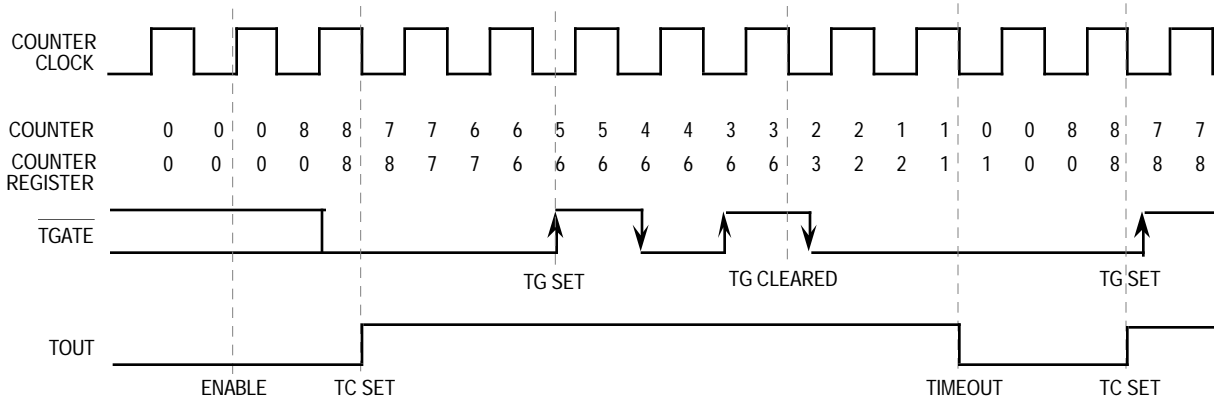 COUNTER
CLOCK
COUNTER 0 0 0 8 8 7 7 6 6 5 5 4 4 3 3 2 2 1 1 0 0 8 8 7 7
COUNTER
REGISTER 0 0 0 0 8 8 7 7 6 6 6 6 6 6 6 3 2 2 1 1 0 0 8 8 8
TGATE
TG SET TG CLEARED TG SET
TOUT
ENABLE TC SET TIMEOUT TC SET